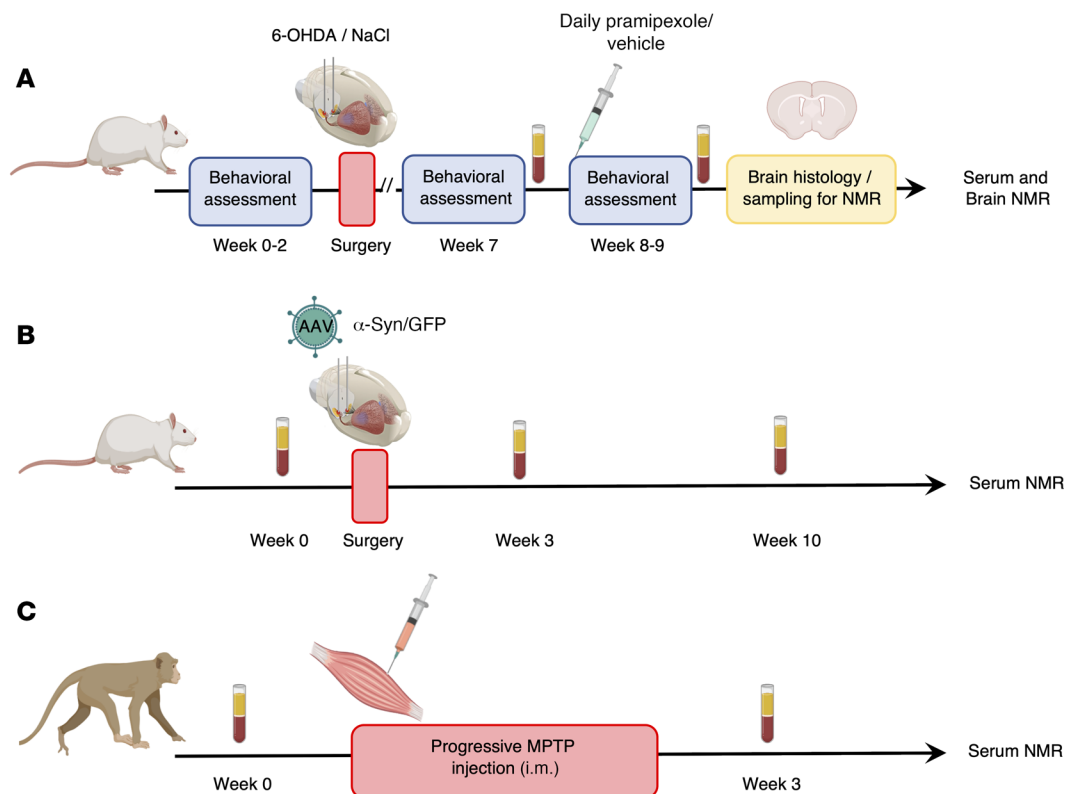 A
6-OHDA / NaCl
Daily pramipexole/
vehicle
Behavioral
assessment
Behavioral
assessment
Behavioral
assessment
Brain histology /
sampling for NMR
Serum and
Brain NMR
Week 0-2
Surgery
Week 7
Week 8-9
B
AAV
α-Syn/GFP
Serum NMR
Week 0
Surgery
Week 3
Week 10
C
Progressive MPTP
injection (i.m.)
Serum NMR
Week 0
Week 3